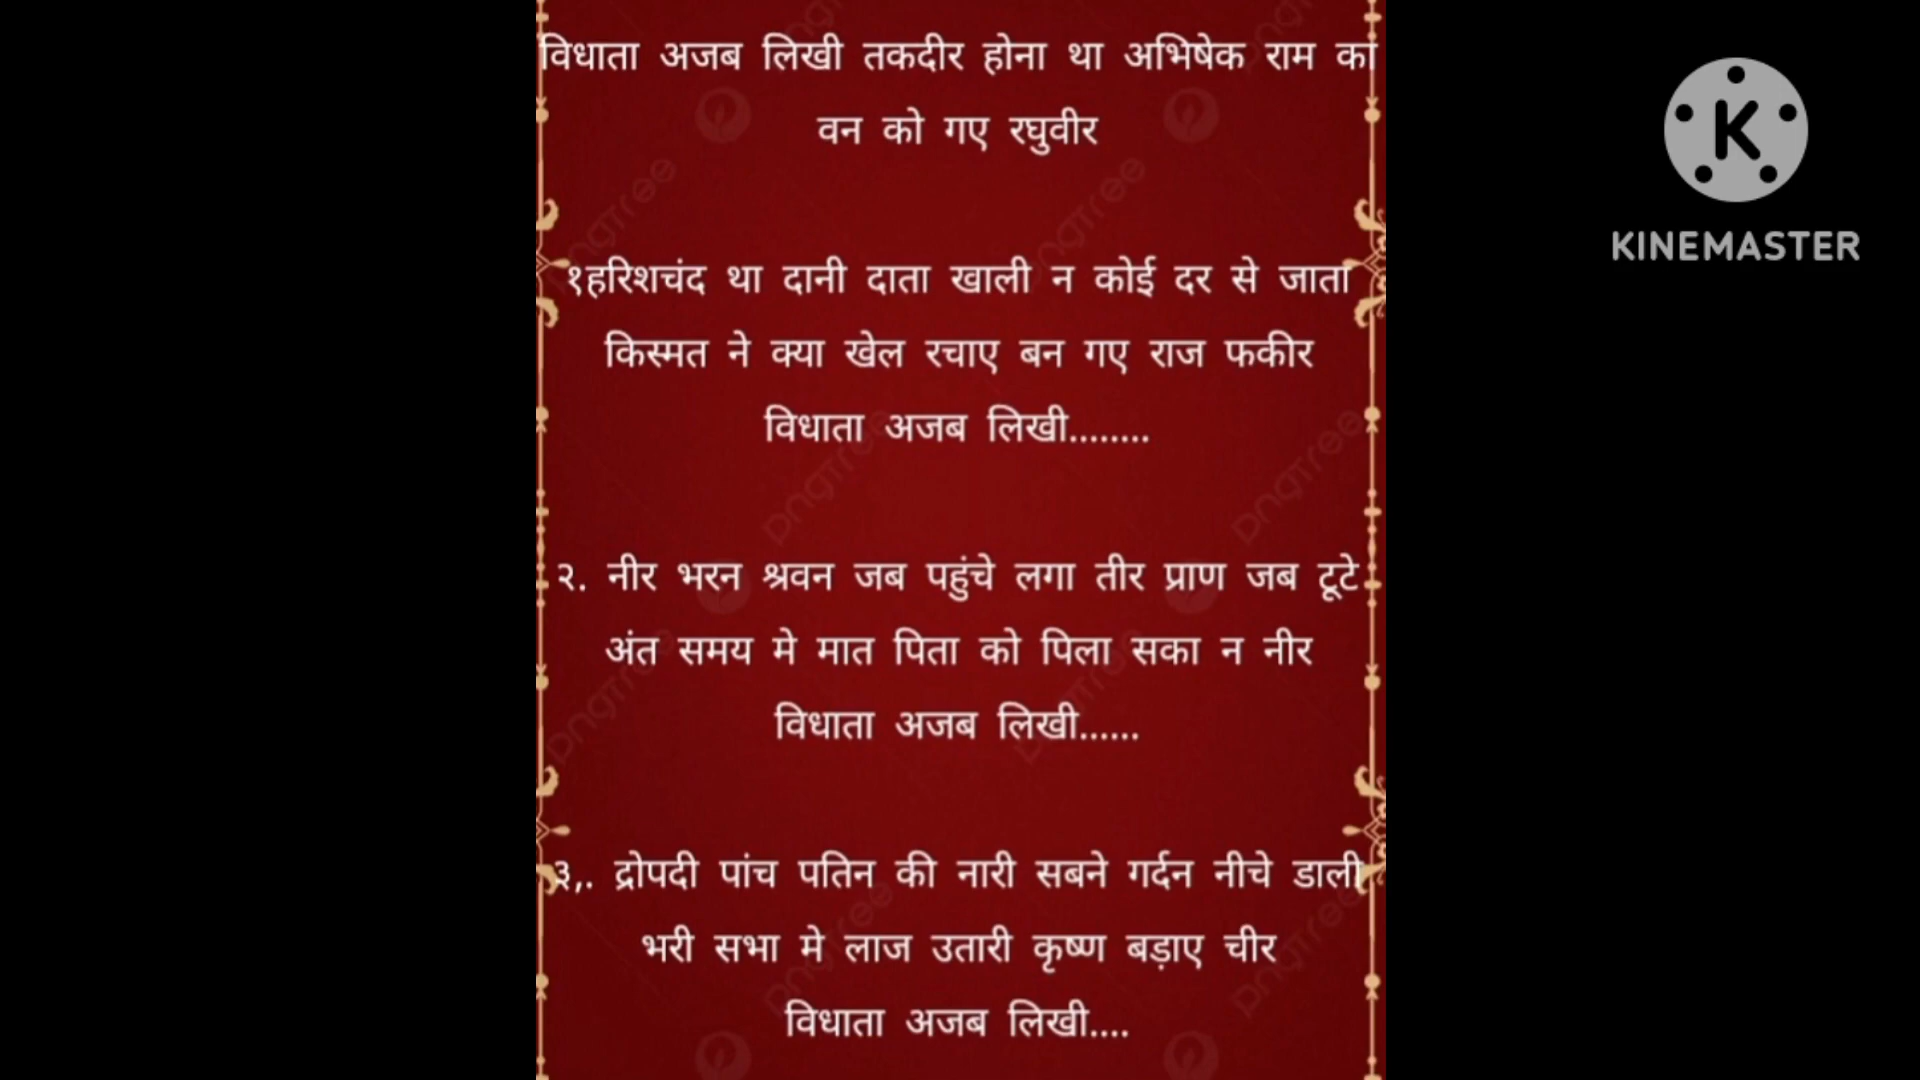 विधाता अजब लिखी तकदीर होना था अभिषेक राम का
वन को गए रघुवीर
१हरिशचंद था दानी दाता खाली न कोई दर से जाता
किस्मत ने क्या खेल रचाए बन गए राज फकीर
विधाता अजब लिखी........
२. नीर भरन श्रवन जब पहुंचे लगा तीर प्राण जब टूटे
अंत समय मे मात पिता को पिला सका न नीर
विधाता अजब लिखी......
३,. द्रोपदी पांच पतिन की नारी सबने गर्दन नीचे डाली
भरी सभा मे लाज उतारी कृष्ण बड़ाए चीर
विधाता अजब लिखी....
KINEMASTER
pngtree